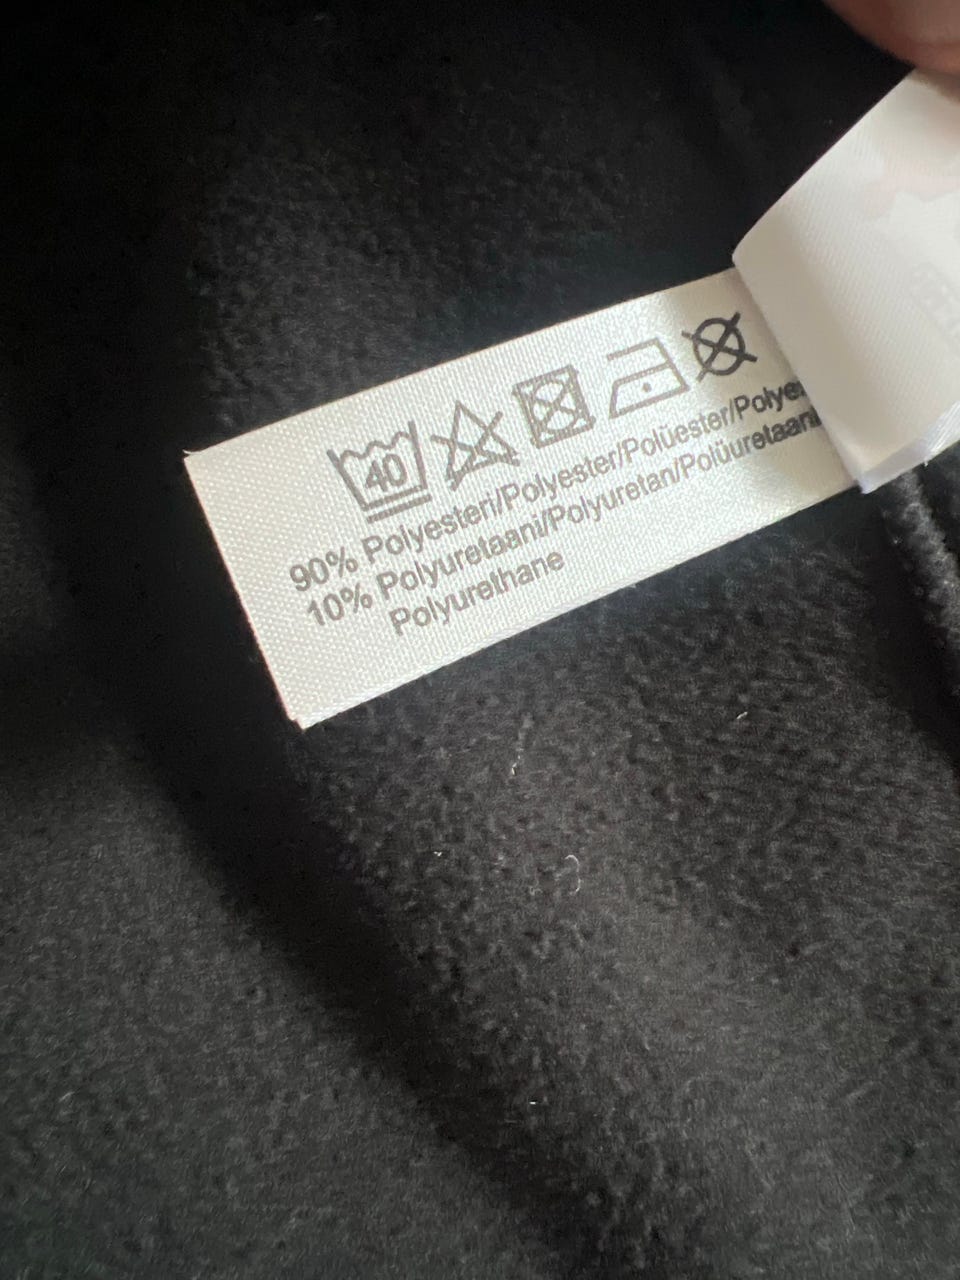 40
90% Polyesteri/Polyester/Polüester/Polyes
10% Polyuretaani/Polyuretan/Polüuretaani
Polyurethane